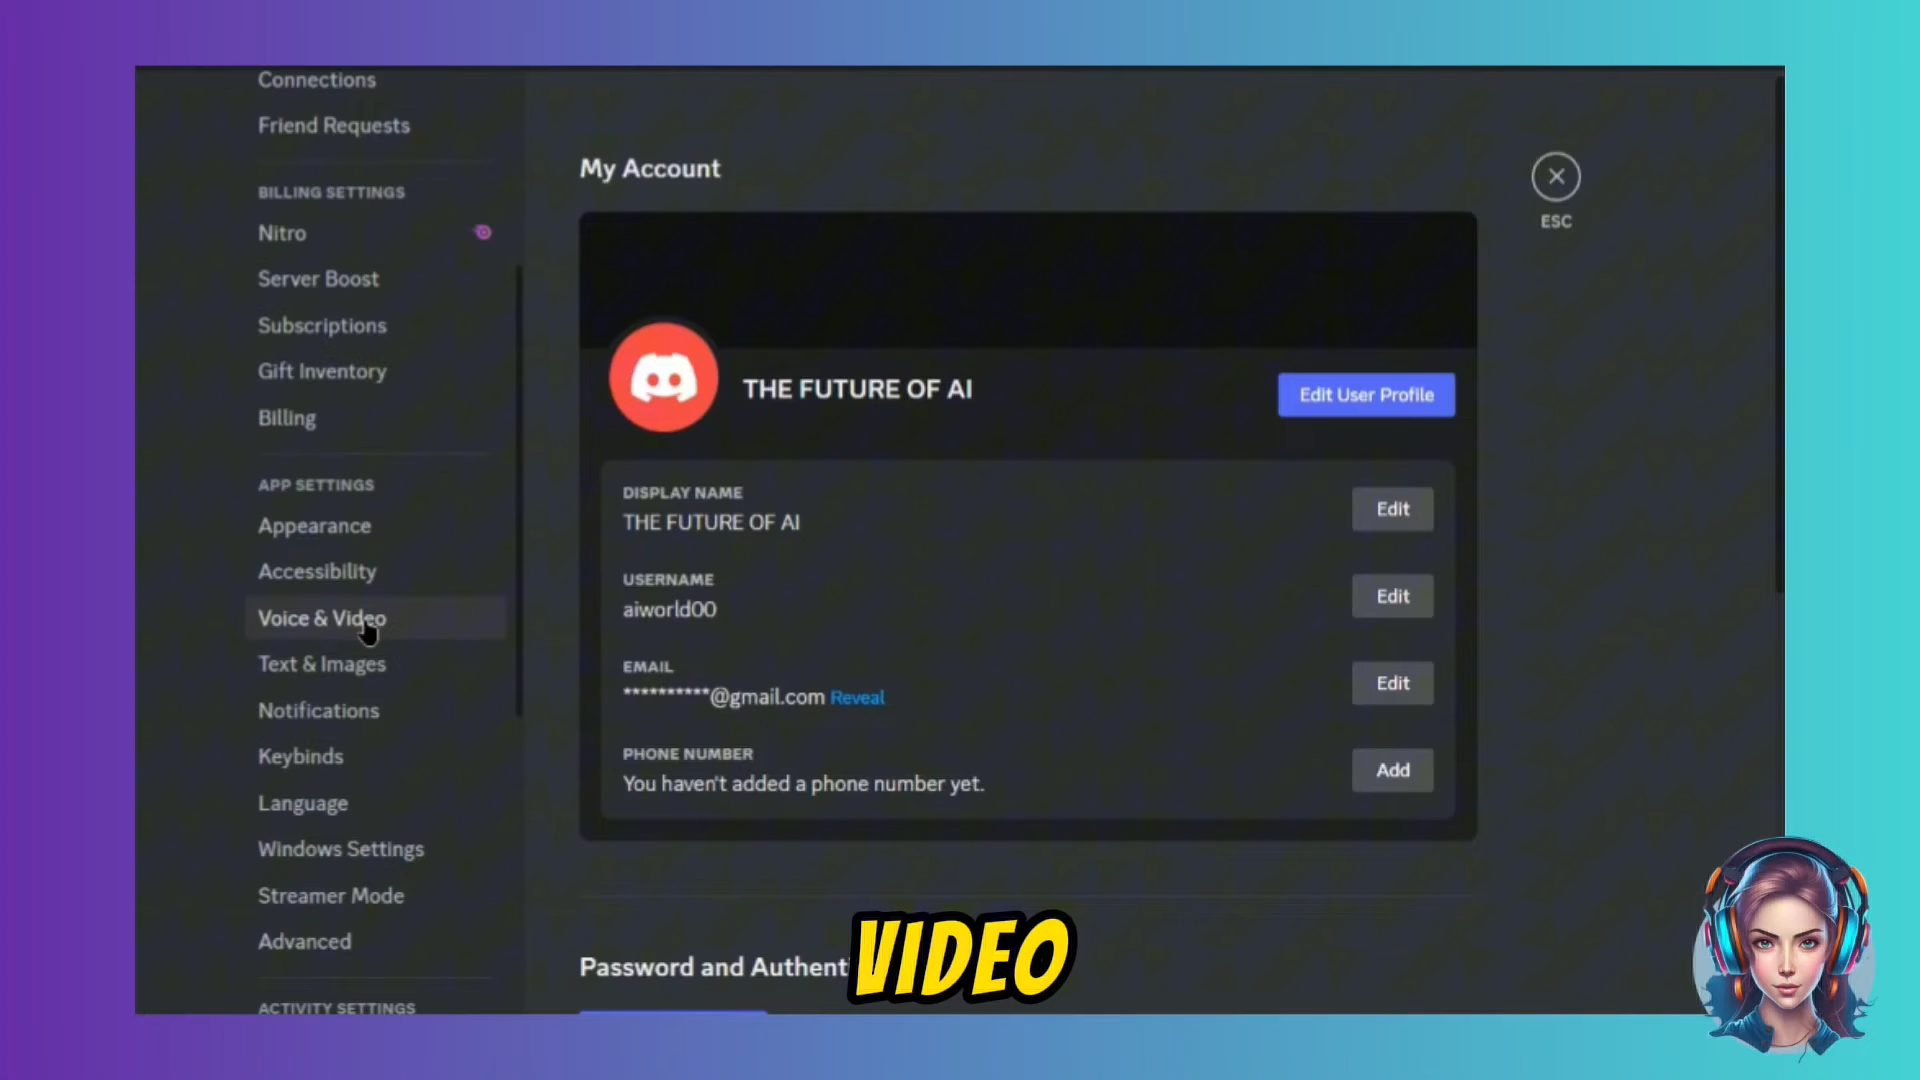 Connections
Friend Requests
BILLING SETTINGS
Nitro
Server Boost
Subscriptions
Gift Inventory
Billing
APP SETTINGS
Appearance
Accessibility
Voice & Video
Text & Images
Notifications
Keybinds
Language
Windows Settings
Streamer Mode
Advanced
ACTIVITY SETTINGS
My Account
ESC
THE FUTURE OF AI
Edit User Profile
DISPLAY NAME
THE FUTURE OF AI
Edit
USERNAME
aiworld00
Edit
EMAIL
**********@gmail.com Reveal
Edit
PHONE NUMBER
You haven't added a phone number yet.
Add
Password and Authenti
VIDEO